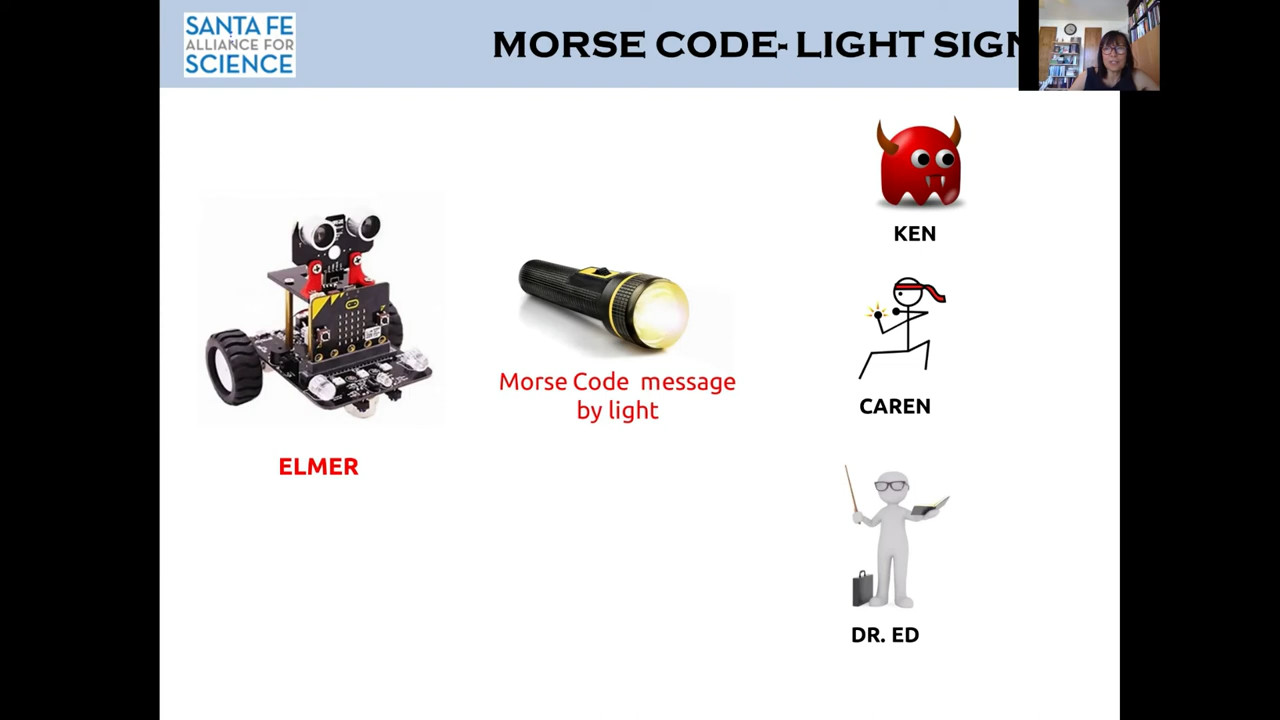 SANTA FE
ALLIANCE FOR
SCIENCE
MORSE CODE- LIGHT SIGN
KEN
Morse Code message
by light
CAREN
ELMER
DR. ED